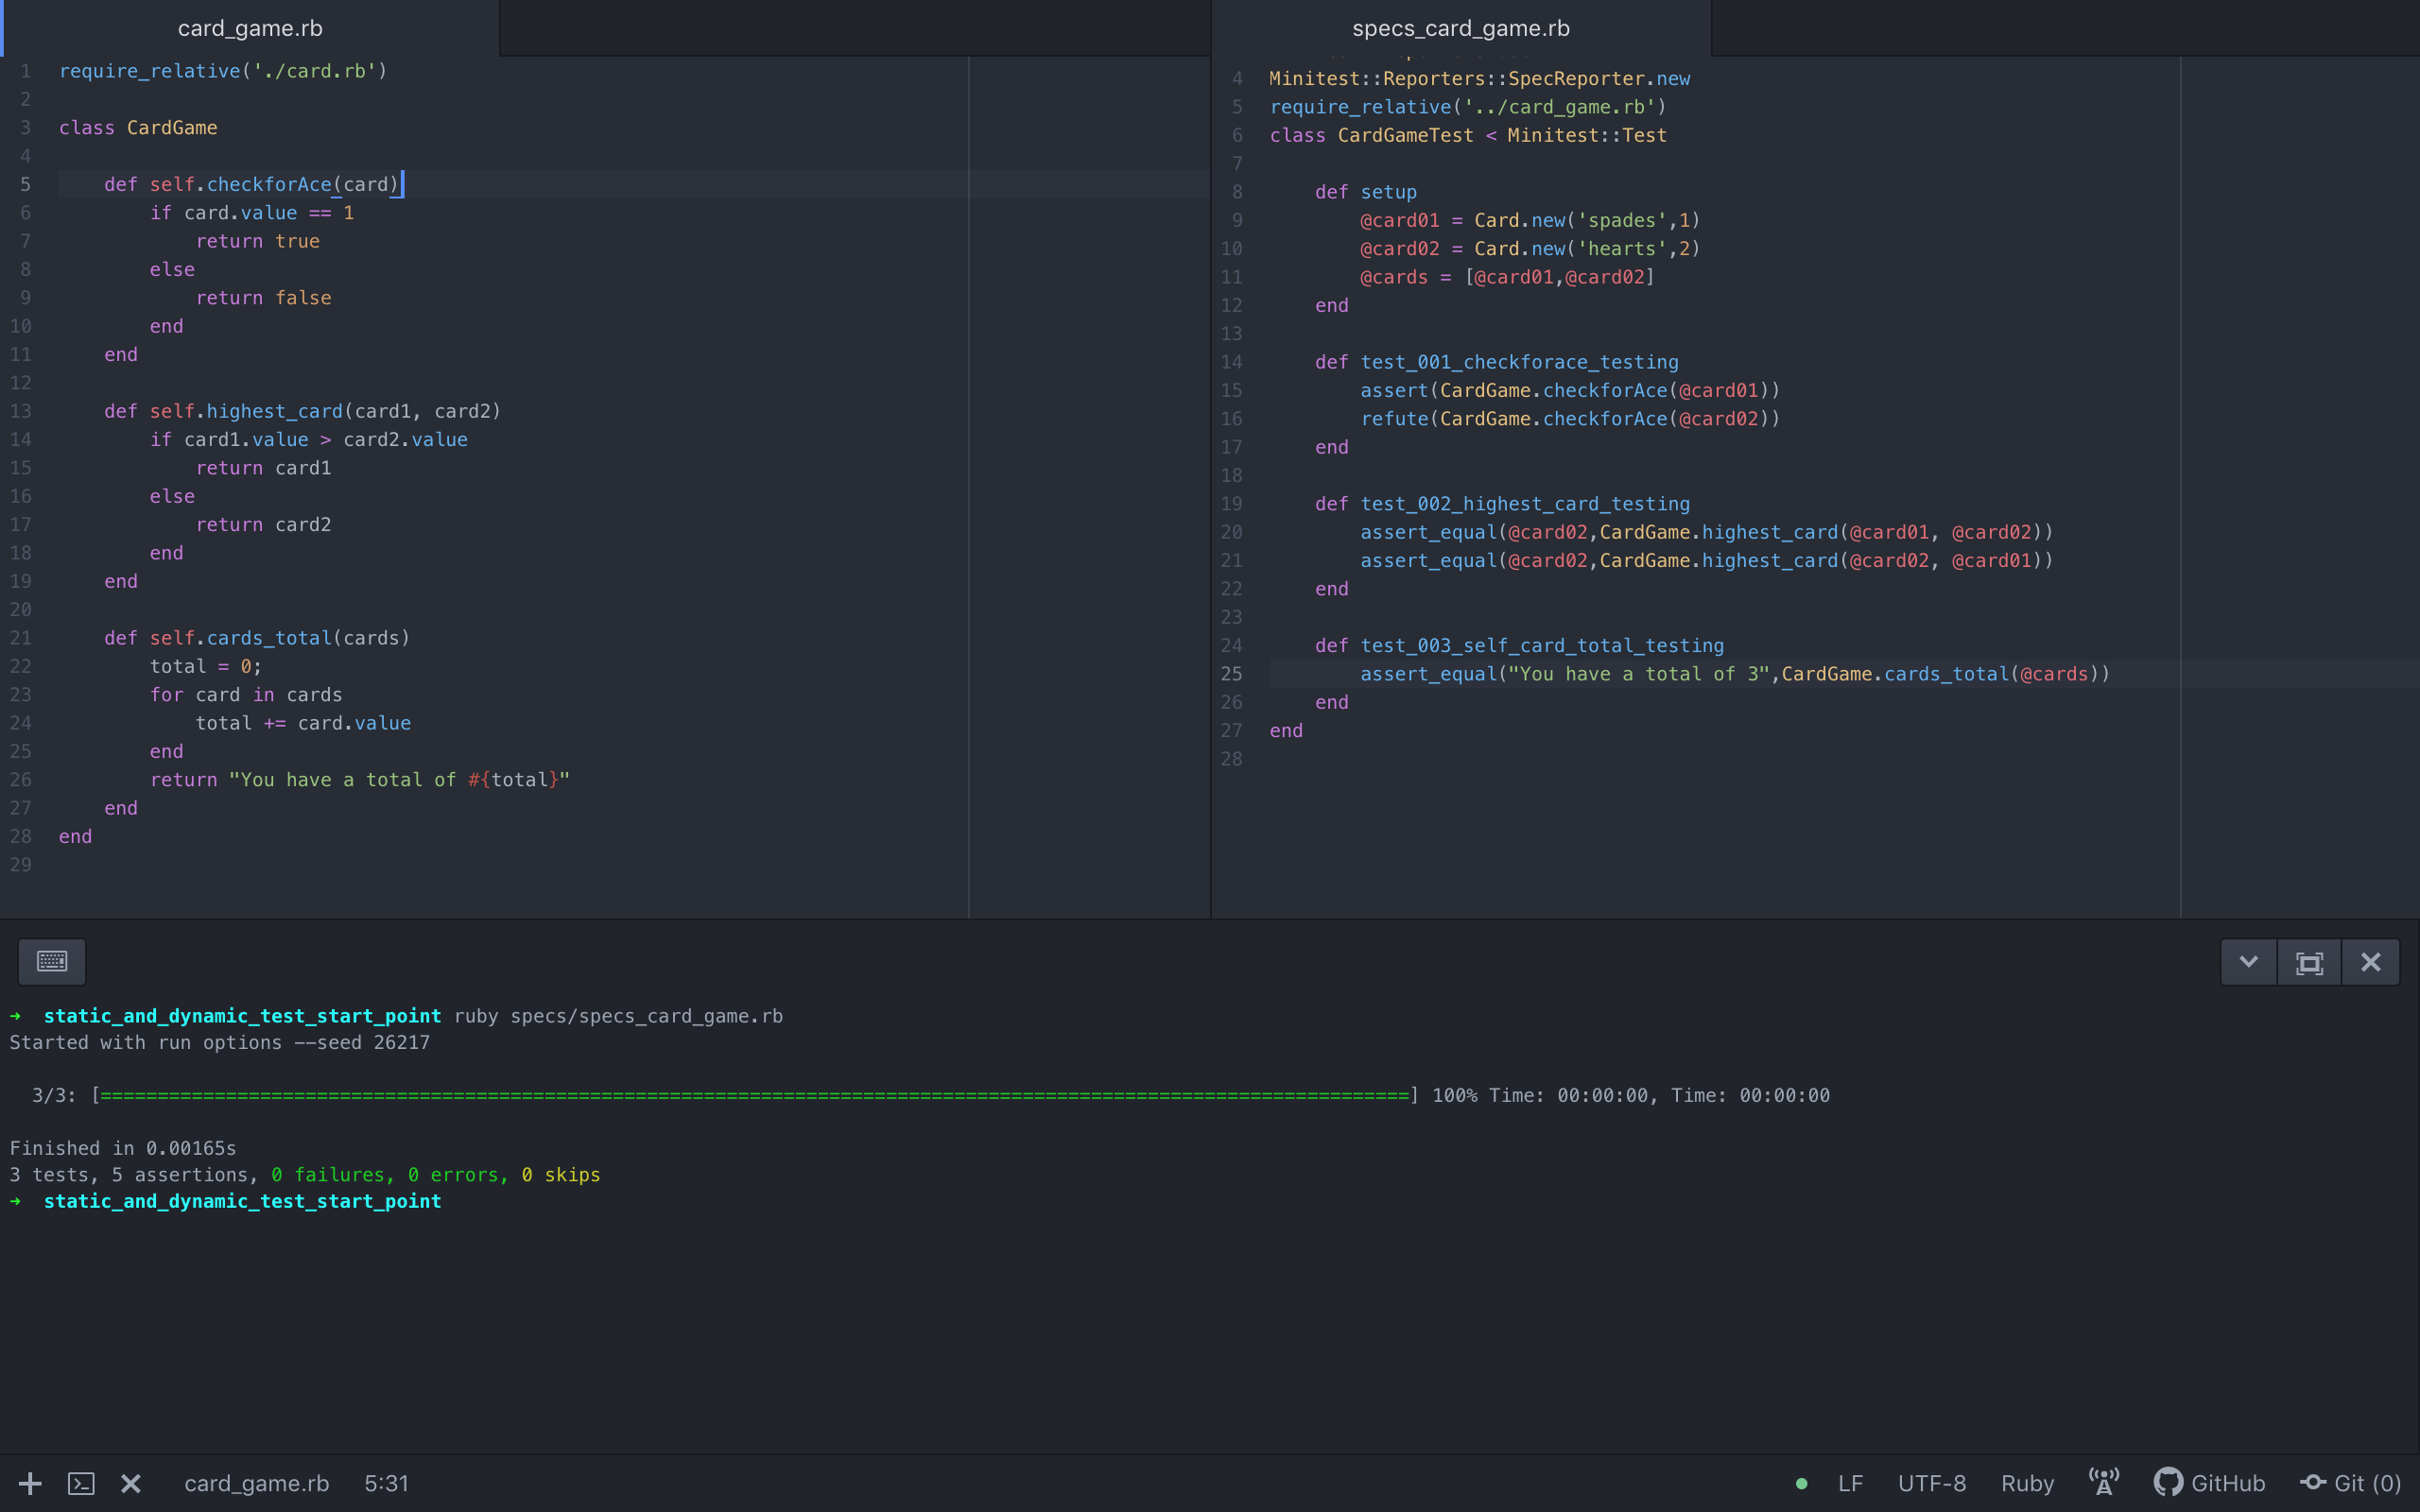 card_game.rb
1 require_relative('./card.rb')
2
3 class CardGame
4
5     def self.checkforAce(card)
6         if card.value == 1
7             return true
8         else
9             return false
10         end
11     end
12
13     def self.highest_card(card1, card2)
14         if card1.value > card2.value
15             return card1
16         else
17             return card2
18         end
19     end
20
21     def self.cards_total(cards)
22         total = 0;
23         for card in cards
24             total += card.value
25         end
26         return "You have a total of #{total}"
27     end
28 end
29
specs_card_game.rb
4 Minitest::Reporters::SpecReporter.new
5 require_relative('../card_game.rb')
6 class CardGameTest < Minitest::Test
7
8     def setup
9         @card01 = Card.new('spades',1)
10         @card02 = Card.new('hearts',2)
11         @cards = [@card01,@card02]
12     end
13
14     def test_001_checkforace_testing
15         assert(CardGame.checkforAce(@card01))
16         refute(CardGame.checkforAce(@card02))
17     end
18
19     def test_002_highest_card_testing
20         assert_equal(@card02,CardGame.highest_card(@card01, @card02))
21         assert_equal(@card02,CardGame.highest_card(@card02, @card01))
22     end
23
24     def test_003_self_card_total_testing
25         assert_equal("You have a total of 3",CardGame.cards_total(@cards))
26     end
27 end
28
➜  static_and_dynamic_test_start_point ruby specs/specs_card_game.rb
Started with run options --seed 26217
3/3: [===================================================================================================================] 100% Time: 00:00:00, Time: 00:00:00
Finished in 0.00165s
3 tests, 5 assertions, 0 failures, 0 errors, 0 skips
➜  static_and_dynamic_test_start_point
card_game.rb 5:31 LF UTF-8 Ruby GitHub Git (0)